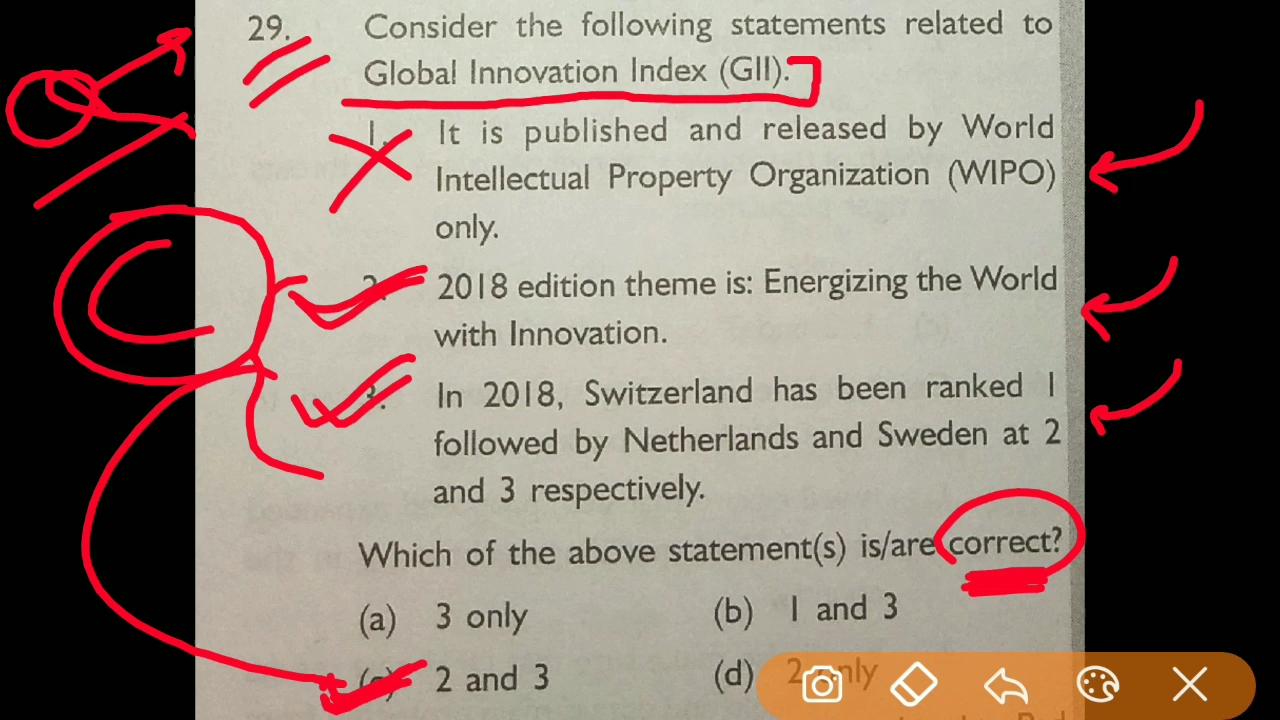 29. Consider the following statements related to
Global Innovation Index (GII).
1. It is published and released by World
Intellectual Property Organization (WIPO)
only.
2. 2018 edition theme is: Energizing the World
with Innovation.
3. In 2018, Switzerland has been ranked 1
followed by Netherlands and Sweden at 2
and 3 respectively.
Which of the above statement(s) is/are correct?
(a) 3 only (b) 1 and 3
(c) 2 and 3 (d) 2 only